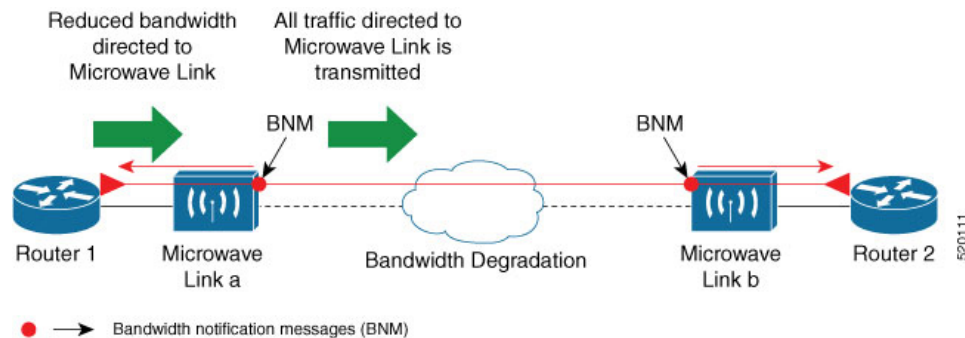 Reduced bandwidth
directed to
Microwave Link
All traffic directed to
Microwave Link is
transmitted
BNM
BNM
Router 1
Microwave
Link a
Bandwidth Degradation
Microwave
Link b
Router 2
520111
Bandwidth notification messages (BNM)